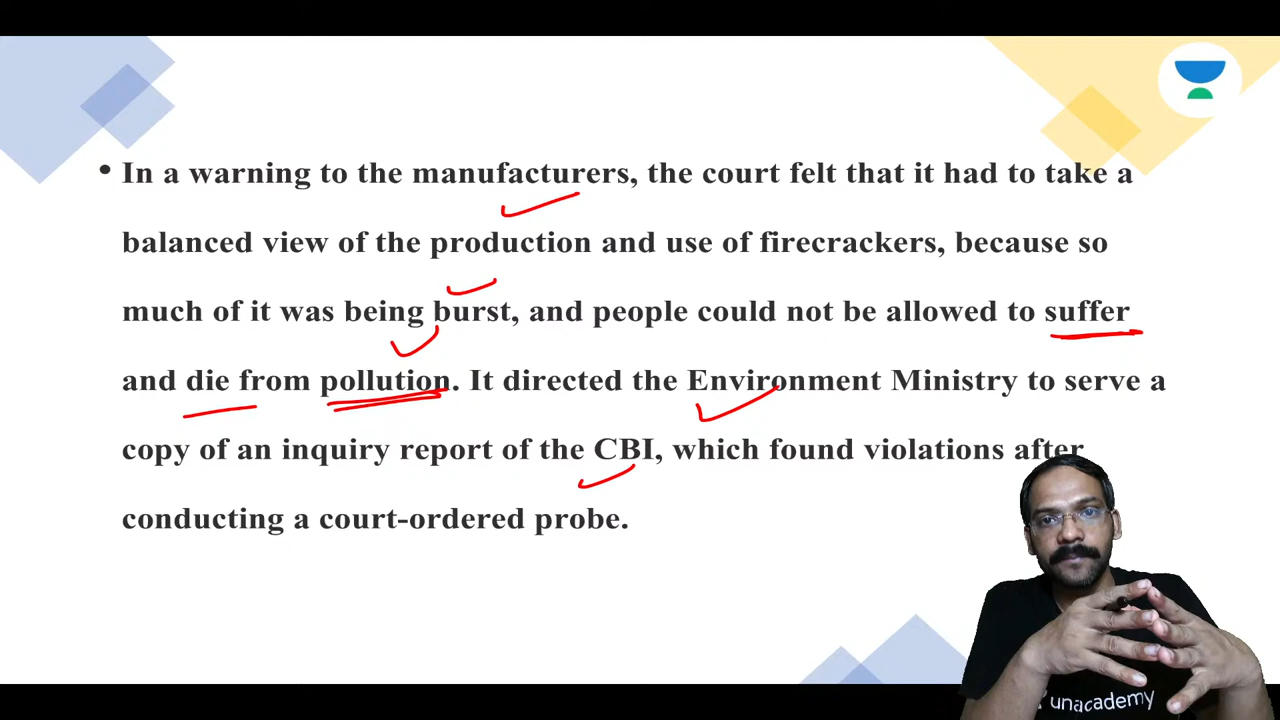 • In a warning to the manufacturers, the court felt that it had to take a
balanced view of the production and use of firecrackers, because so
much of it was being burst, and people could not be allowed to suffer
and die from pollution. It directed the Environment Ministry to serve a
copy of an inquiry report of the CBI, which found violations after
conducting a court-ordered probe.
unacademy